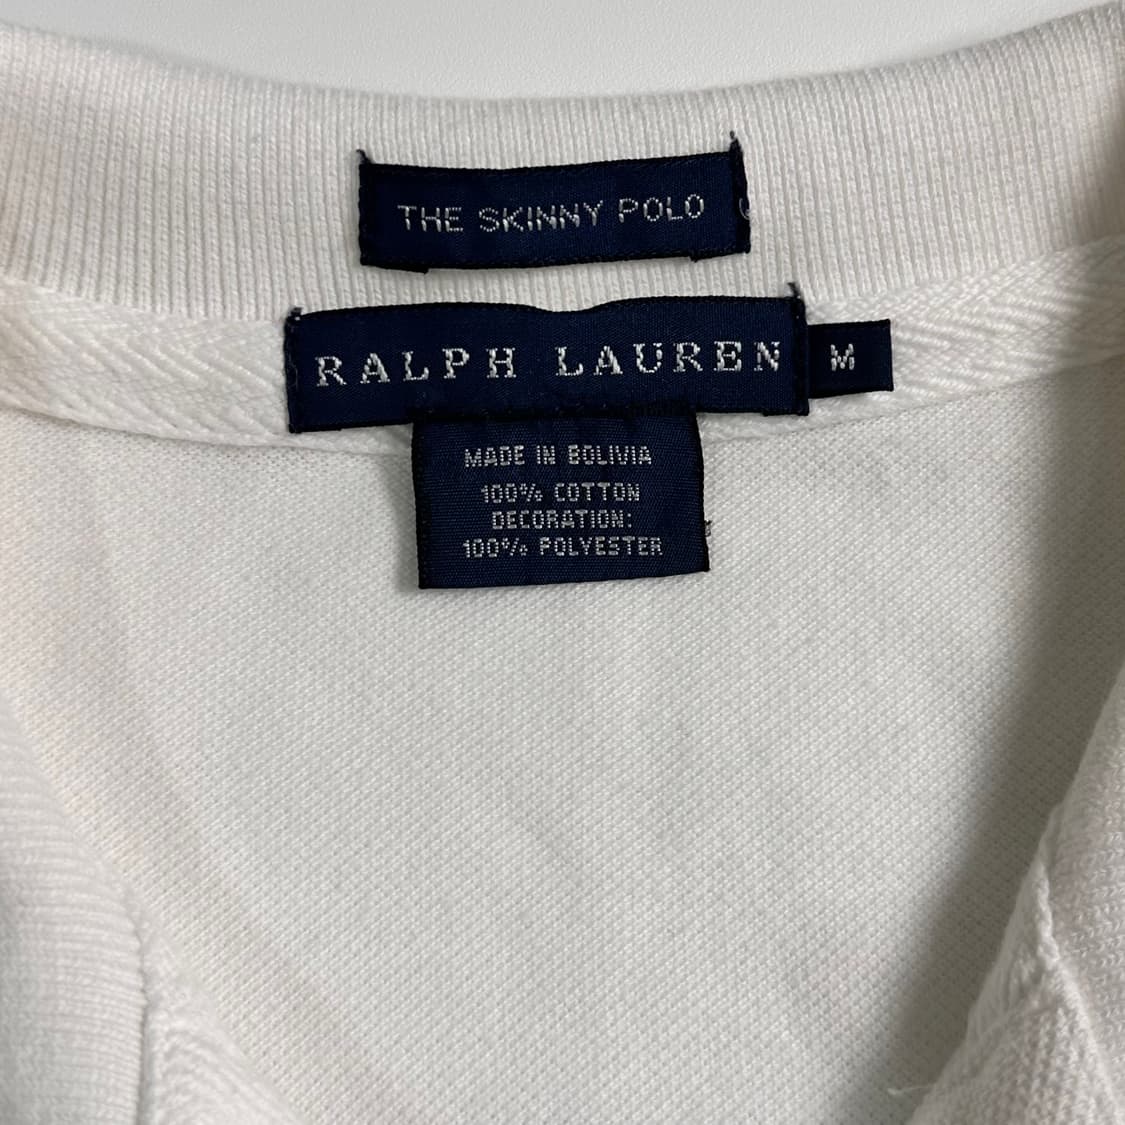 THE SKINNY POLO
RALPH LAUREN
M
MADE IN BOLIVIA
100% COTTON
DECORATION:
100% POLYESTER